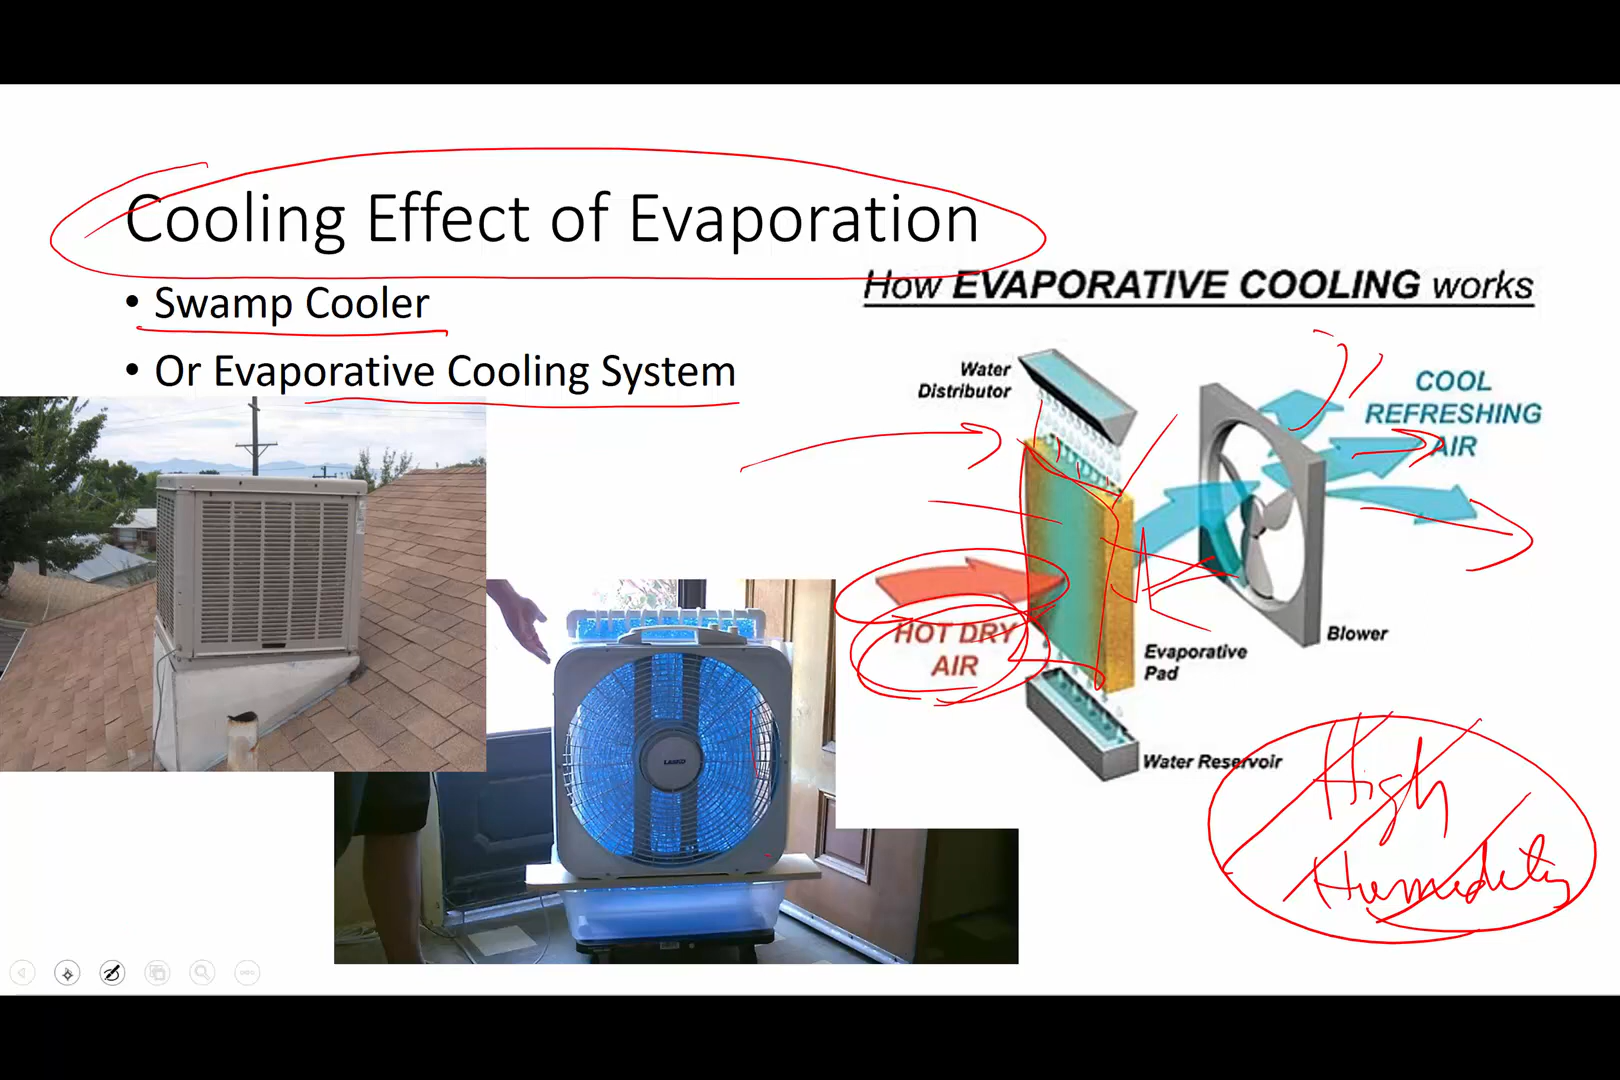 Cooling Effect of Evaporation
• Swamp Cooler
• Or Evaporative Cooling System
How EVAPORATIVE COOLING works
Water
Distributor
COOL
REFRESHING
AIR
HOT DRY
AIR
Blower
Evaporative
Pad
Water Reservoir
LASKO
High
Humidity